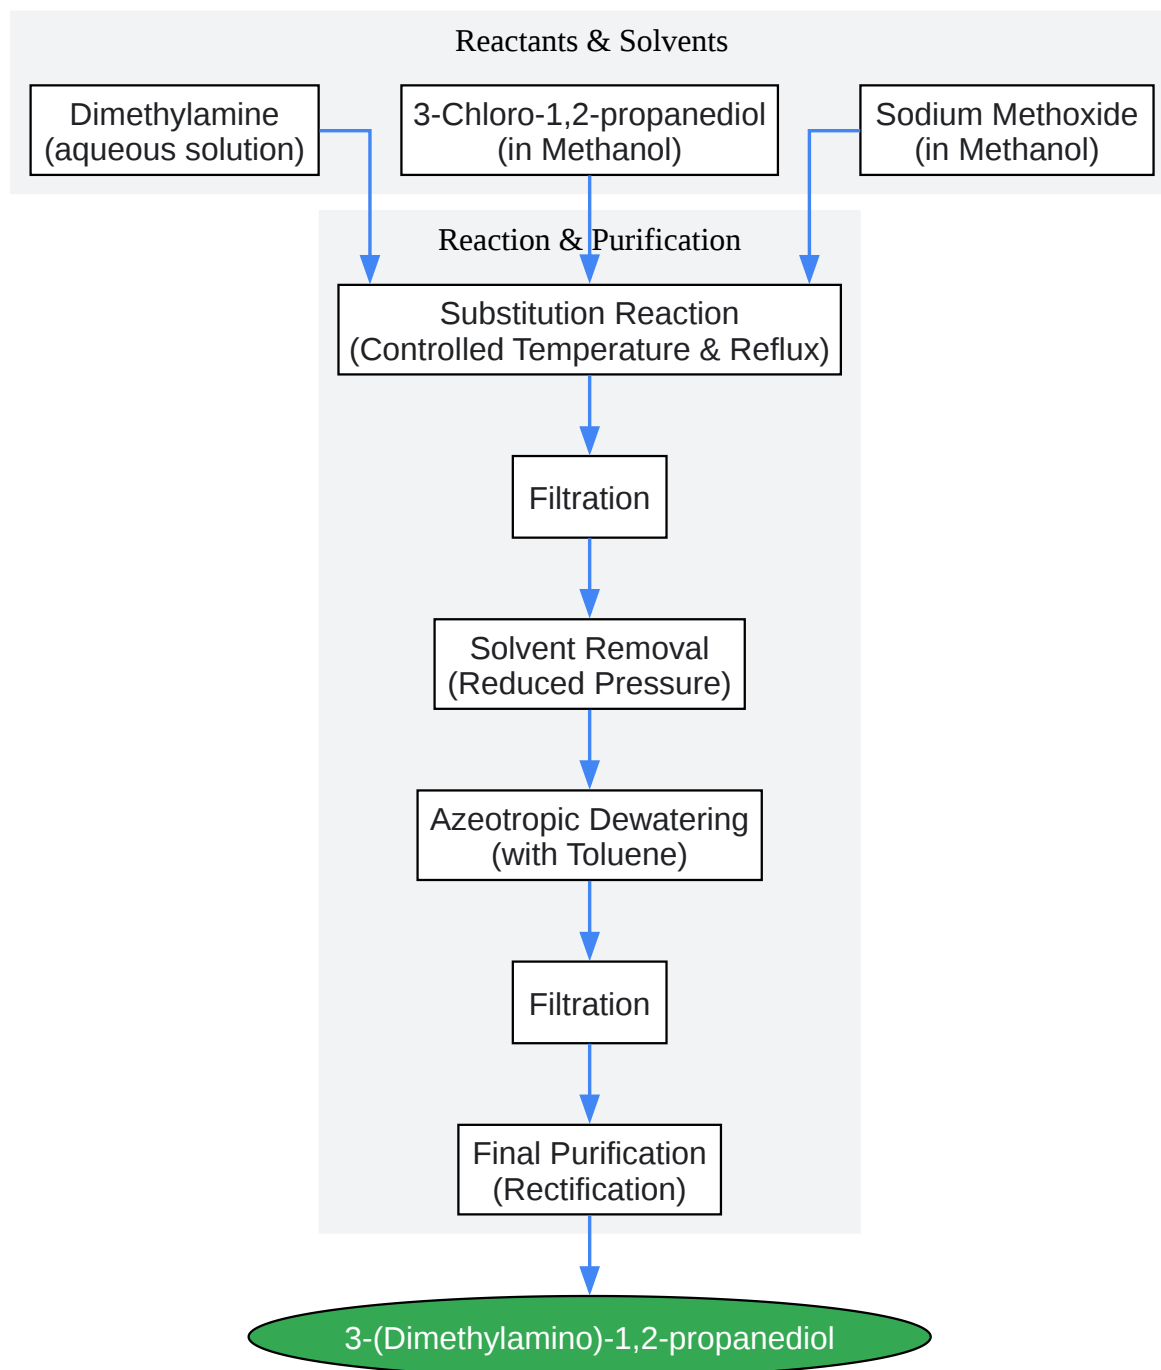 Reactants & Solvents
Dimethylamine
(aqueous solution)
3-Chloro-1,2-propanediol
(in Methanol)
Sodium Methoxide
(in Methanol)
Reaction & Purification
Substitution Reaction
(Controlled Temperature & Reflux)
Filtration
Solvent Removal
(Reduced Pressure)
Azeotropic Dewatering
(with Toluene)
Filtration
Final Purification
(Rectification)
3-(Dimethylamino)-1,2-propanediol